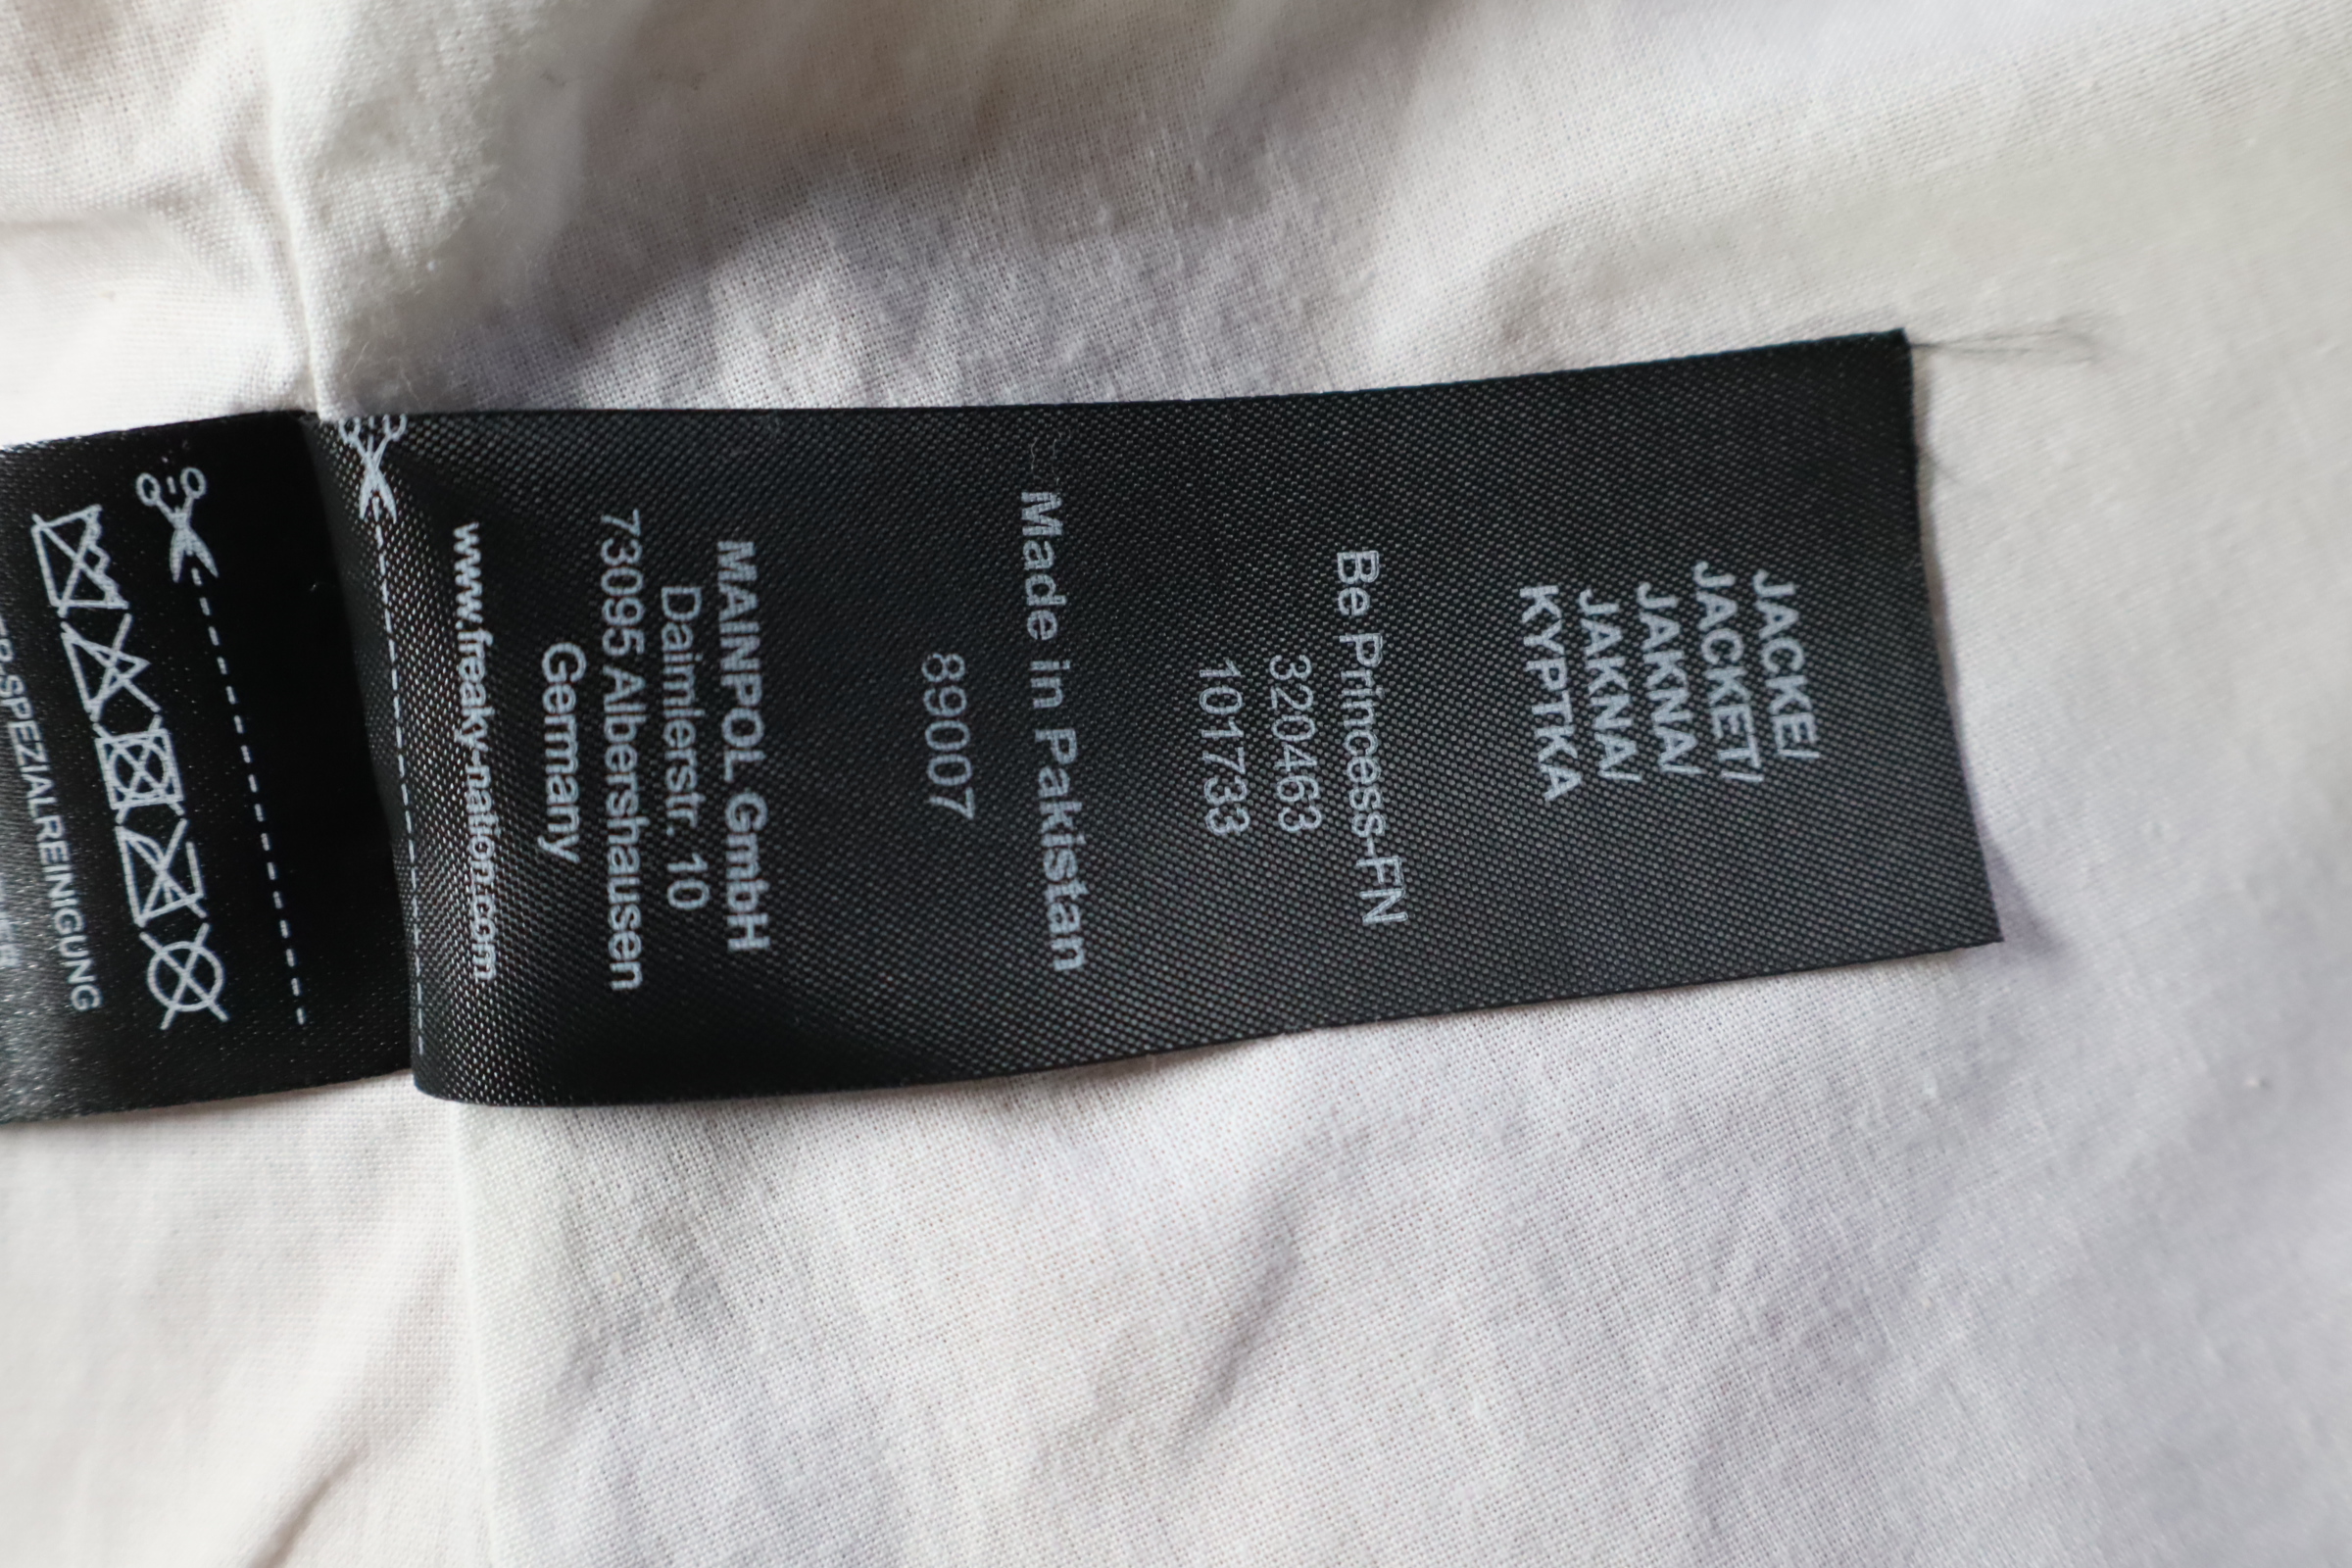 JACKE/
JACKET/
JAKNA/
JAKNA/
KYPTKA
Be Princess-FN
320463
101733
Made in Pakistan
89007
MAINPOL GmbH
Daimlerstr. 10
73095 Albershausen
Germany
www.freaky-nation.com
SPEZIALREINIGUNG